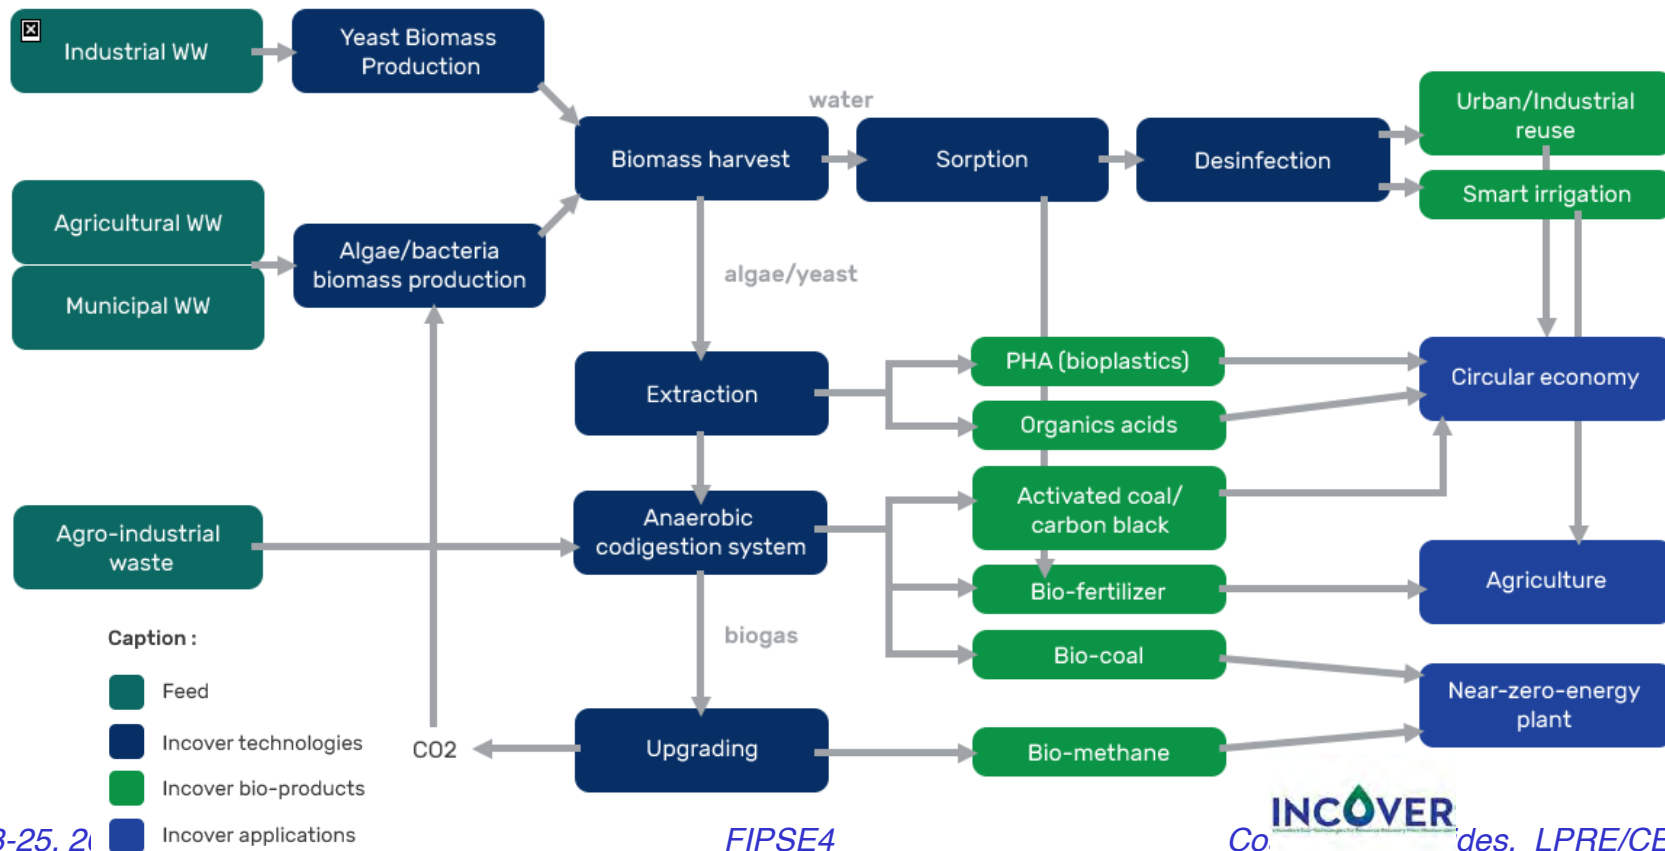 Industrial WW
Yeast Biomass
Production
water
Urban/Industrial
reuse
Biomass harvest
Sorption
Desinfection
Smart irrigation
Agricultural WW
Municipal WW
Algae/bacteria
biomass production
algae/yeast
Extraction
PHA (bioplastics)
Organics acids
Circular economy
Agro-industrial
waste
Anaerobic
codigestion system
Activated coal/
carbon black
Bio-fertilizer
Agriculture
biogas
Bio-coal
Near-zero-energy
plant
CO2
Upgrading
Bio-methane
Caption :
Feed
Incover technologies
Incover bio-products
Incover applications
INCOVER
FIPSE4
LPRE/CE